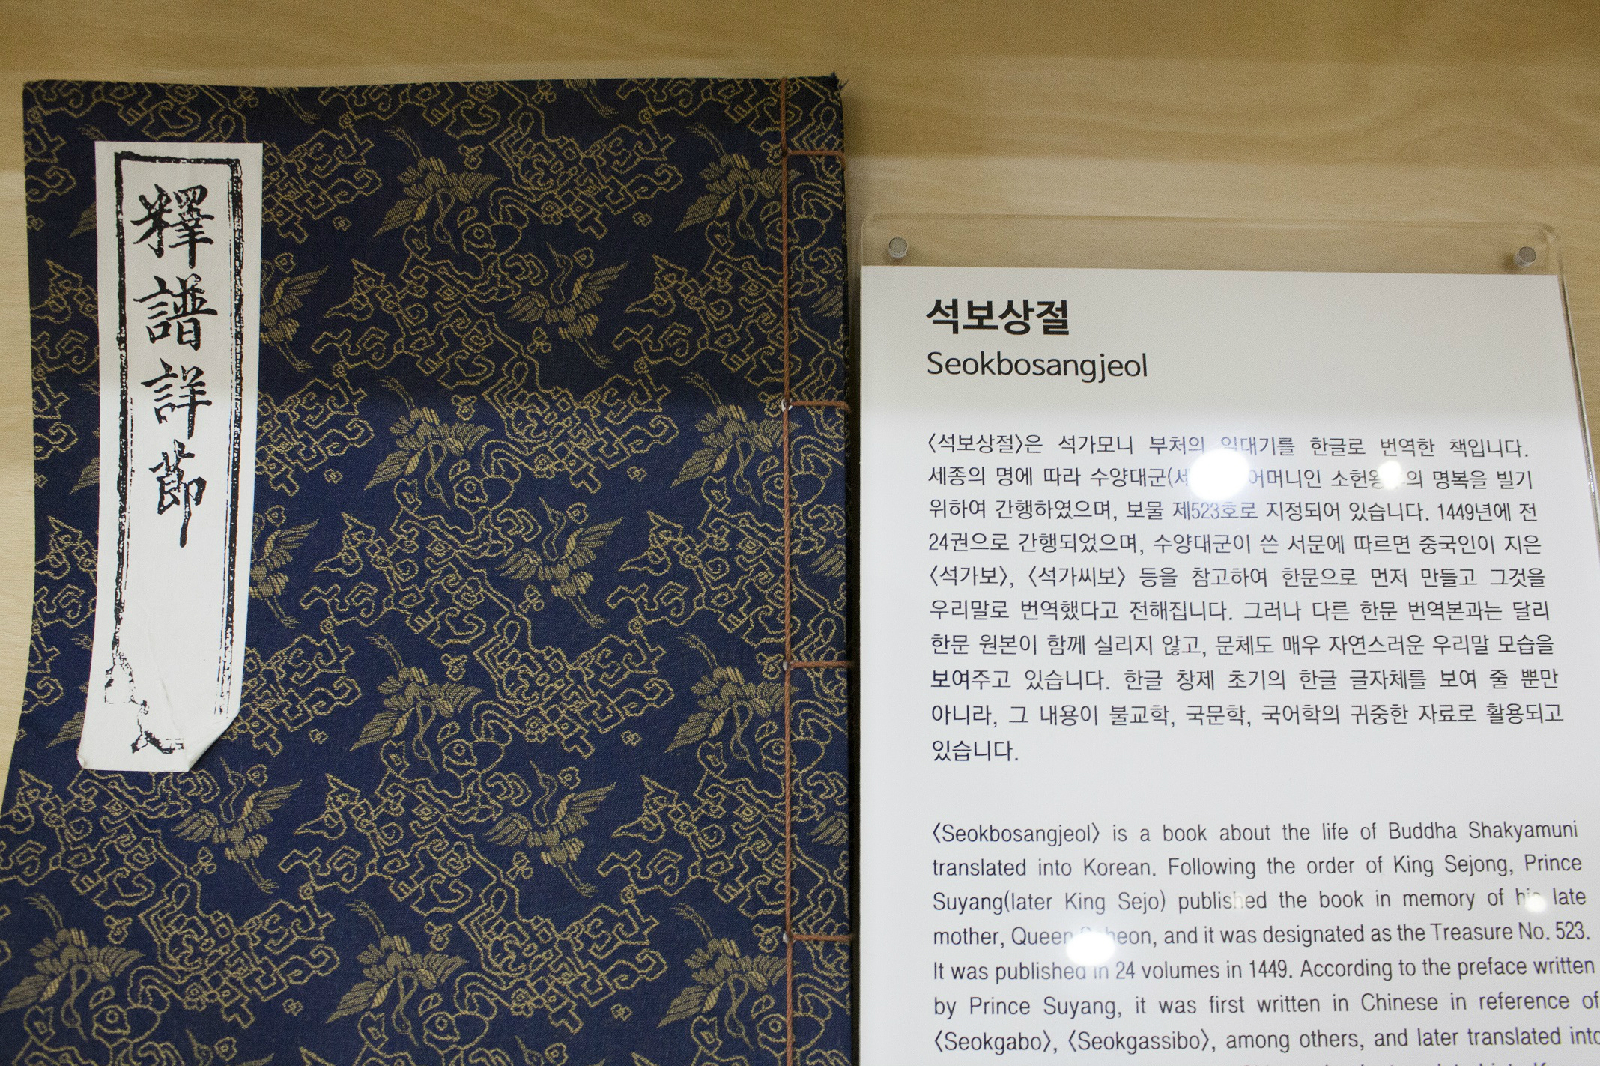 釋譜詳節
석보상절
Seokbosangjeol
〈석보상절〉은 석가모니 부처의 일대기를 한글로 번역한 책입니다.
세종의 명에 따라 수양대군(세 어머니인 소헌왕 의 명복을 빌기
위하여 간행하였으며, 보물 제523호로 지정되어 있습니다. 1449년에 전
24권으로 간행되었으며, 수양대군이 쓴 서문에 따르면 중국인이 지은
〈석가보〉, 〈석가씨보〉 등을 참고하여 한문으로 먼저 만들고 그것을
우리말로 번역했다고 전해집니다. 그러나 다른 한문 번역본과는 달리
한문 원본이 함께 실리지 않고, 문체도 매우 자연스러운 우리말 모습을
보여주고 있습니다. 한글 창제 초기의 한글 글자체를 보여 줄 뿐만
아니라, 그 내용이 불교학, 국문학, 국어학의 귀중한 자료로 활용되고
있습니다.
〈Seokbosangjeol〉 is a book about the life of Buddha Shakyamuni
translated into Korean. Following the order of King Sejong, Prince
Suyang(later King Sejo) published the book in memory of his late
mother, Queen and it was designated as the Treasure No. 523.
It was published in 24 volumes in 1449. According to the preface written
by Prince Suyang, it was first written in Chinese in reference of
〈Seokgabo〉, 〈Seokgassibo〉, among others, and later translated into